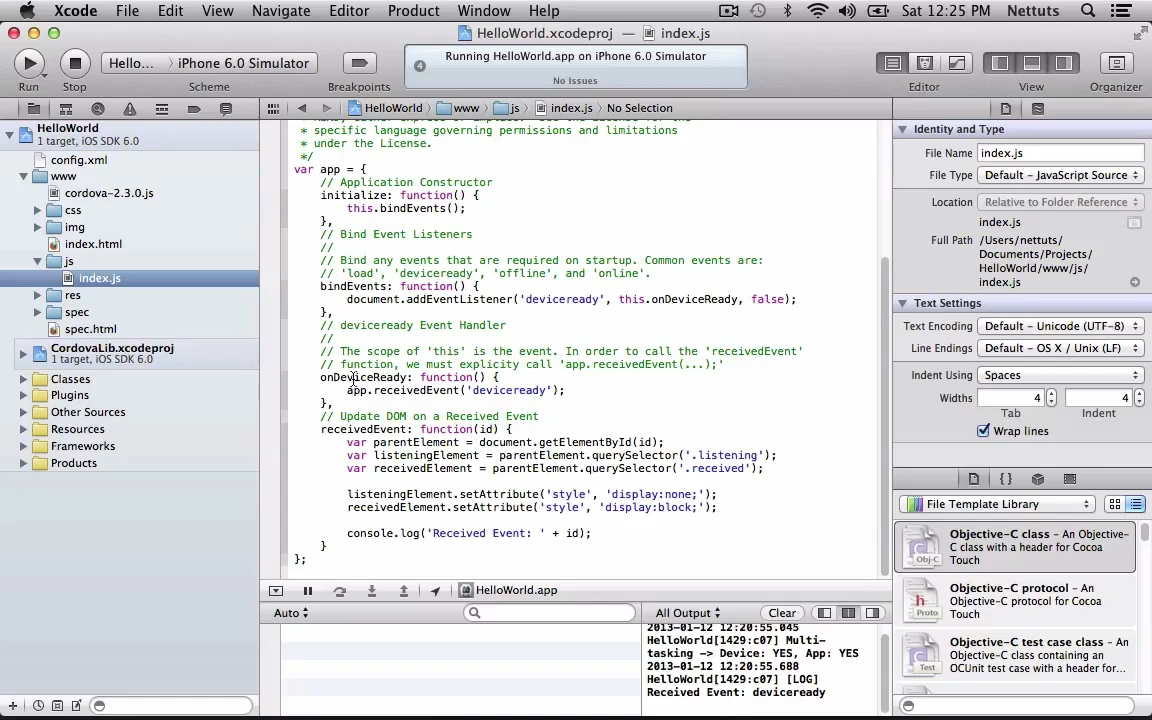 Xcode File Edit View Navigate Editor Product Window Help Sat 12:25 PM Nettuts
HelloWorld.xcodeproj — index.js
Hello... iPhone 6.0 Simulator
Running HelloWorld.app on iPhone 6.0 Simulator
4
No Issues
Run Stop Scheme Breakpoints Editor View Organizer
HelloWorld www js index.js No Selection
HelloWorld
1 target, iOS SDK 6.0
config.xml
www
cordova-2.3.0.js
css
img
index.html
js
index.js
res
spec
spec.html
CordovaLib.xcodeproj
1 target, iOS SDK 6.0
Classes
Plugins
Other Sources
Resources
Frameworks
Products
* specific language governing permissions and limitations
* under the License.
*/
var app = {
// Application Constructor
initialize: function() {
this.bindEvents();
},
// Bind Event Listeners
//
// Bind any events that are required on startup. Common events are:
// 'load', 'deviceready', 'offline', and 'online'.
bindEvents: function() {
document.addEventListener('deviceready', this.onDeviceReady, false);
},
// deviceready Event Handler
//
// The scope of 'this' is the event. In order to call the 'receivedEvent'
// function, we must explicity call 'app.receivedEvent(...);'
onDeviceReady: function() {
app.receivedEvent('deviceready');
},
// Update DOM on a Received Event
receivedEvent: function(id) {
var parentElement = document.getElementById(id);
var listeningElement = parentElement.querySelector('.listening');
var receivedElement = parentElement.querySelector('.received');
listeningElement.setAttribute('style', 'display:none;');
receivedElement.setAttribute('style', 'display:block;');
console.log('Received Event: ' + id);
}
};
HelloWorld.app
Auto
All Output
Clear
2013-01-12 12:20:55.045
HelloWorld[1429:c07] Multi-
tasking -> Device: YES, App: YES
2013-01-12 12:20:55.688
HelloWorld[1429:c07] [LOG]
Received Event: deviceready
Identity and Type
File Name index.js
File Type Default - JavaScript Source
Location Relative to Folder Reference
index.js
Full Path /Users/nettuts/
Documents/Projects/
HelloWorld/www/js/
index.js
Text Settings
Text Encoding Default - Unicode (UTF-8)
Line Endings Default - OS X / Unix (LF)
Indent Using Spaces
Widths 4 4
Tab Indent
Wrap lines
{}
File Template Library
Objective-C class - An Objective-
C class with a header for Cocoa
Touch
Obj-C
Objective-C protocol - An
Objective-C protocol for Cocoa
Touch
h
Proto
Objective-C test case class - An
Objective-C class containing an
OCUnit test case with a header for...
Test